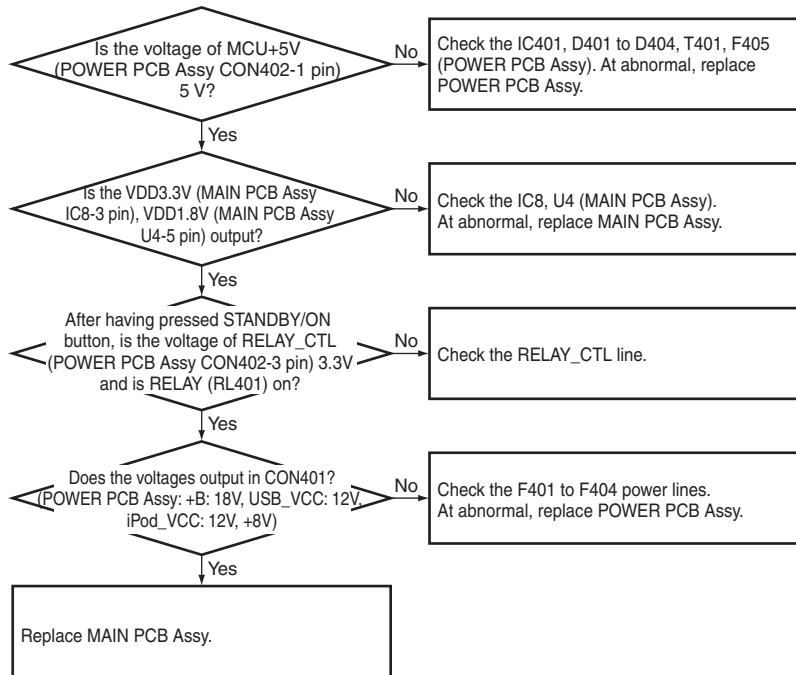 Is the voltage of MCU+5V
(POWER PCB Assy CON402-1 pin)
5 V?
No
Check the IC401, D401 to D404, T401, F405
(POWER PCB Assy). At abnormal, replace
POWER PCB Assy.
Yes
Is the VDD3.3V (MAIN PCB Assy
IC8-3 pin), VDD1.8V (MAIN PCB Assy
U4-5 pin) output?
No
Check the IC8, U4 (MAIN PCB Assy).
At abnormal, replace MAIN PCB Assy.
Yes
After having pressed STANDBY/ON
button, is the voltage of RELAY_CTL
(POWER PCB Assy CON402-3 pin) 3.3V
and is RELAY (RL401) on?
No
Check the RELAY_CTL line.
Yes
Does the voltages output in CON401?
(POWER PCB Assy: +B: 18V, USB_VCC: 12V,
iPod_VCC: 12V, +8V)
No
Check the F401 to F404 power lines.
At abnormal, replace POWER PCB Assy.
Yes
Replace MAIN PCB Assy.